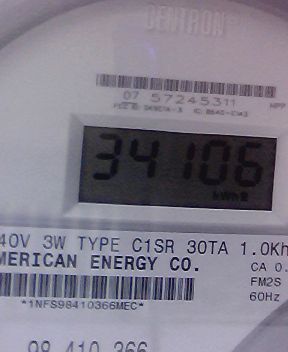 CENTRON
07 57245311
34106
kWh
40V 3W TYPE C1SR 30TA 1.0Kh
MERICAN ENERGY CO.
CA 0.
FM2S
*1NFS98410366MEC*
60Hz
98 410 366